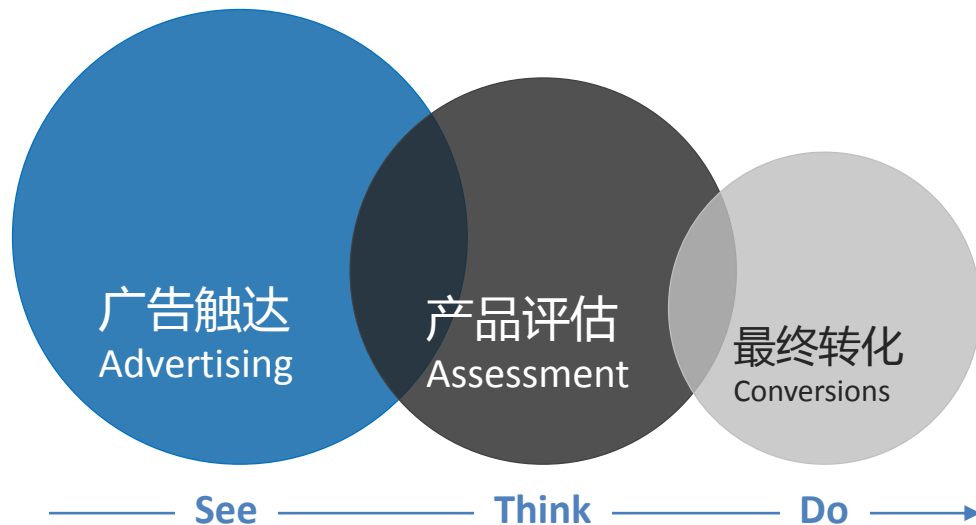 广告触达
Advertising
产品评估
Assessment
最终转化
Conversions
See
Think
Do